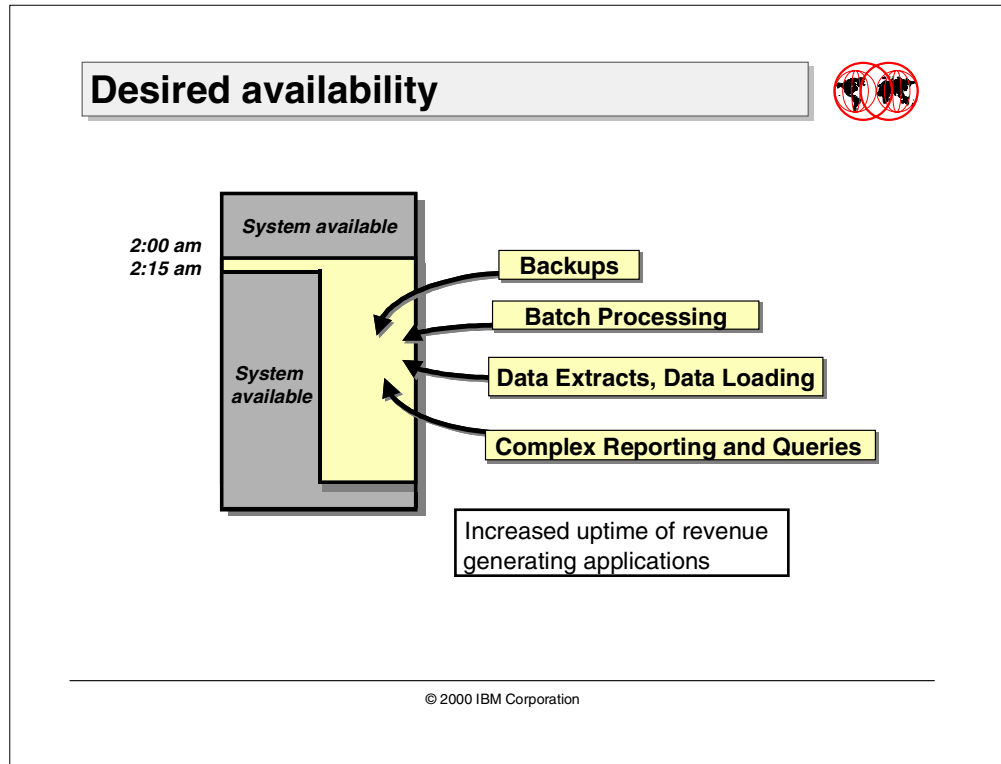 Desired availability
System available
2:00 am
2:15 am
System
available
Backups
Batch Processing
Data Extracts, Data Loading
Complex Reporting and Queries
Increased uptime of revenue
generating applications
© 2000 IBM Corporation